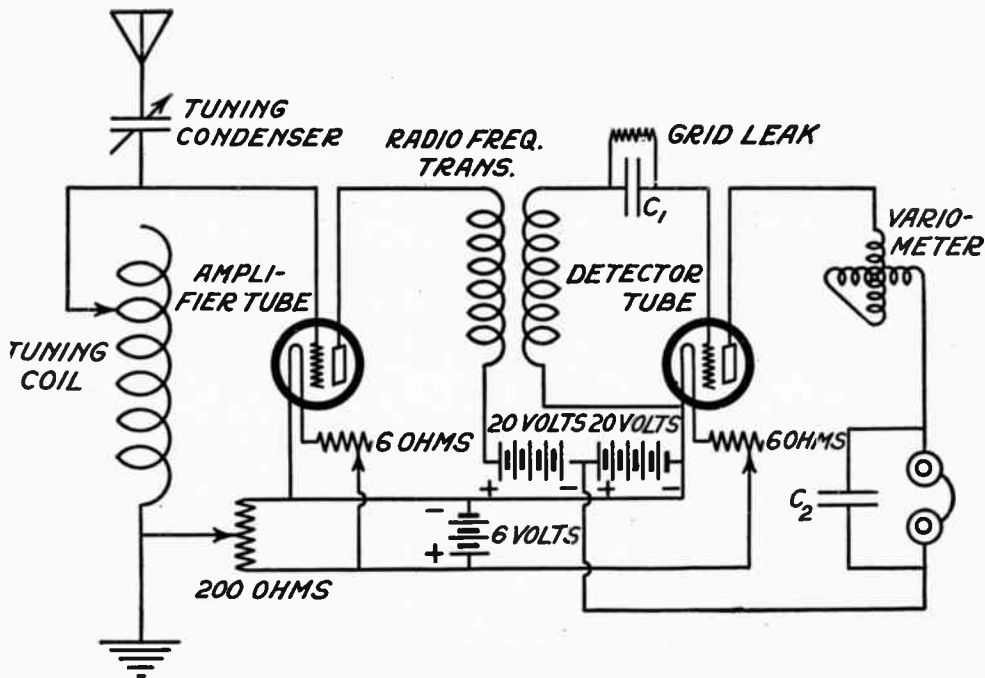 TUNING
CONDENSER
RADIO FREQ.
TRANS.
GRID LEAK
C1
VARIO-
METER
AMPLI-
FIER TUBE
DETECTOR
TUBE
TUNING
COIL
20 VOLTS 20 VOLTS
6 OHMS
6 OHMS
+ - + -
C2
-
6 VOLTS
+
200 OHMS